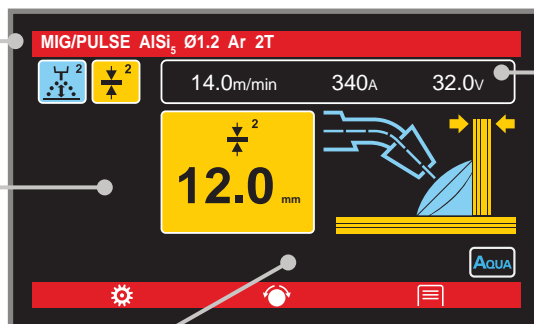 MIG/PULSE AlSi5 Ø1.2 Ar 2T
2 2
14.0m/min 340A 32.0V
2
12.0 mm
AQUA